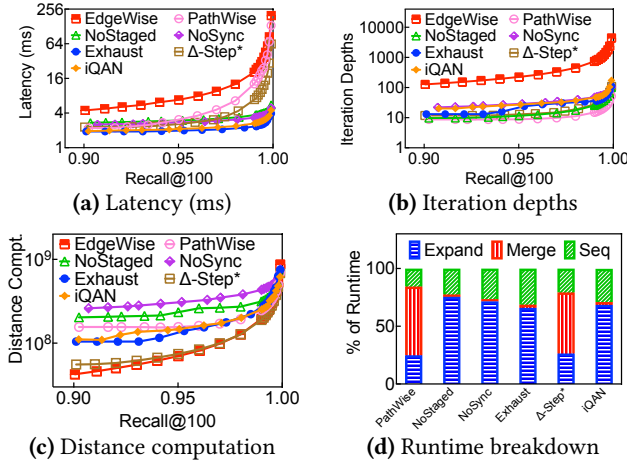 EdgeWise PathWise
NoStaged NoSync
Exhaust Δ-Step*
iQAN
Latency (ms)
256
64
16
4
1
0.90 0.95 1.00
Recall@100
(a) Latency (ms)
EdgeWise PathWise
NoStaged NoSync
Exhaust Δ-Step*
iQAN
Iteration Depths
100000
10000
1000
100
10
1
0.90 0.95 1.00
Recall@100
(b) Iteration depths
EdgeWise PathWise
NoStaged NoSync
Exhaust Δ-Step*
iQAN
Distance Compt.
10⁹
10⁸
0.90 0.95 1.00
Recall@100
(c) Distance computation
Expand Merge Seq
% of Runtime
100
50
0
PathWise
NoStaged
NoSync
Exhaust
Δ-Step*
iQAN
(d) Runtime breakdown